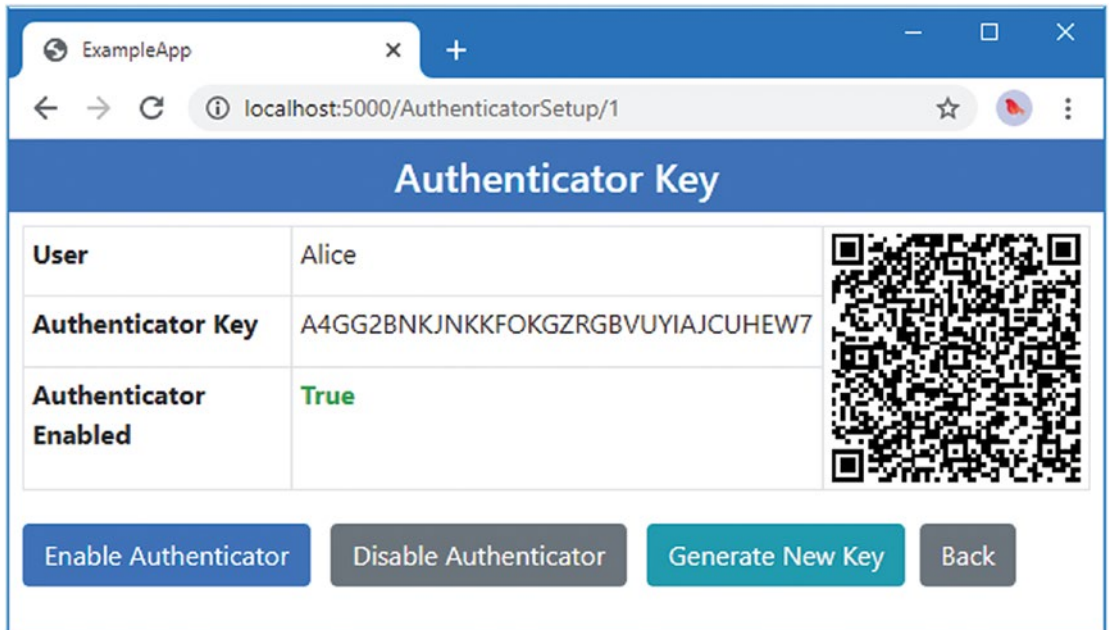 ExampleApp
localhost:5000/AuthenticatorSetup/1
Authenticator Key
User Alice
Authenticator Key A4GG2BNKJNKKFOKGZRGBVUYIAJCUHEW7
Authenticator True
Enabled
Enable Authenticator Disable Authenticator Generate New Key Back